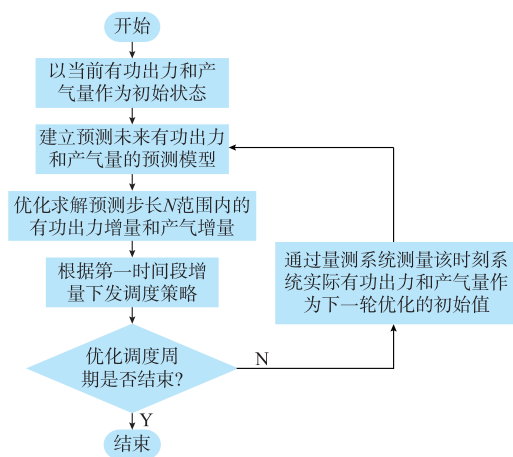 开始
以当前有功出力和产
气量作为初始状态
建立预测未来有功出力
和产气量的预测模型
优化求解预测步长N范围内的
有功出力增量和产气增量
根据第一时间段增
量下发调度策略
优化调度周
期是否结束?
N
通过量测系统测量该时刻系
统实际有功出力和产气量作
为下一轮优化的初始值
Y
结束